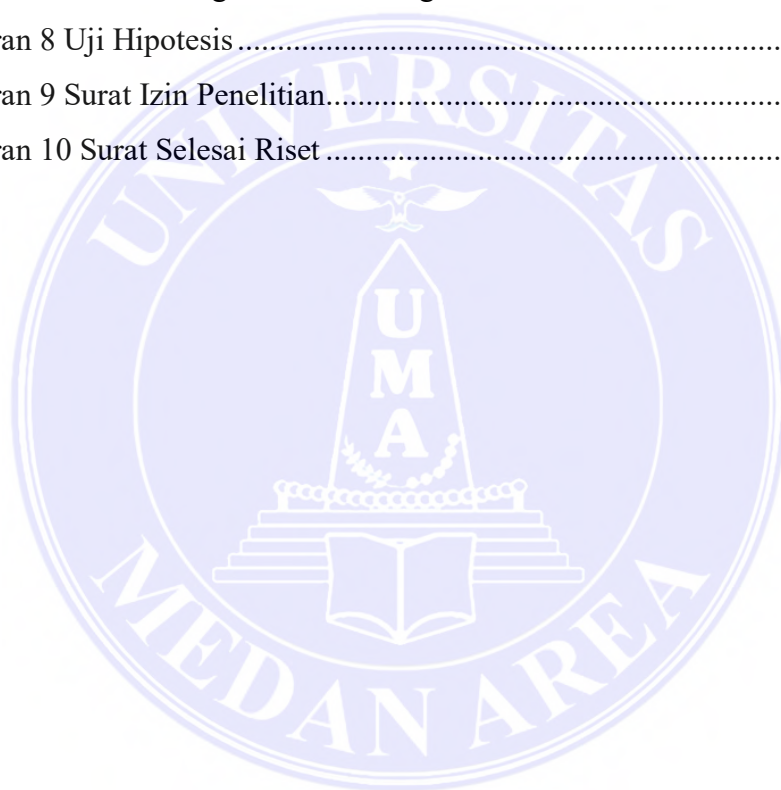 ran 8 Uji Hipotesis
ran 9 Surat Izin Penelitian
ran 10 Surat Selesai Riset
UNIVERSITAS
UMA
MEDAN AREA